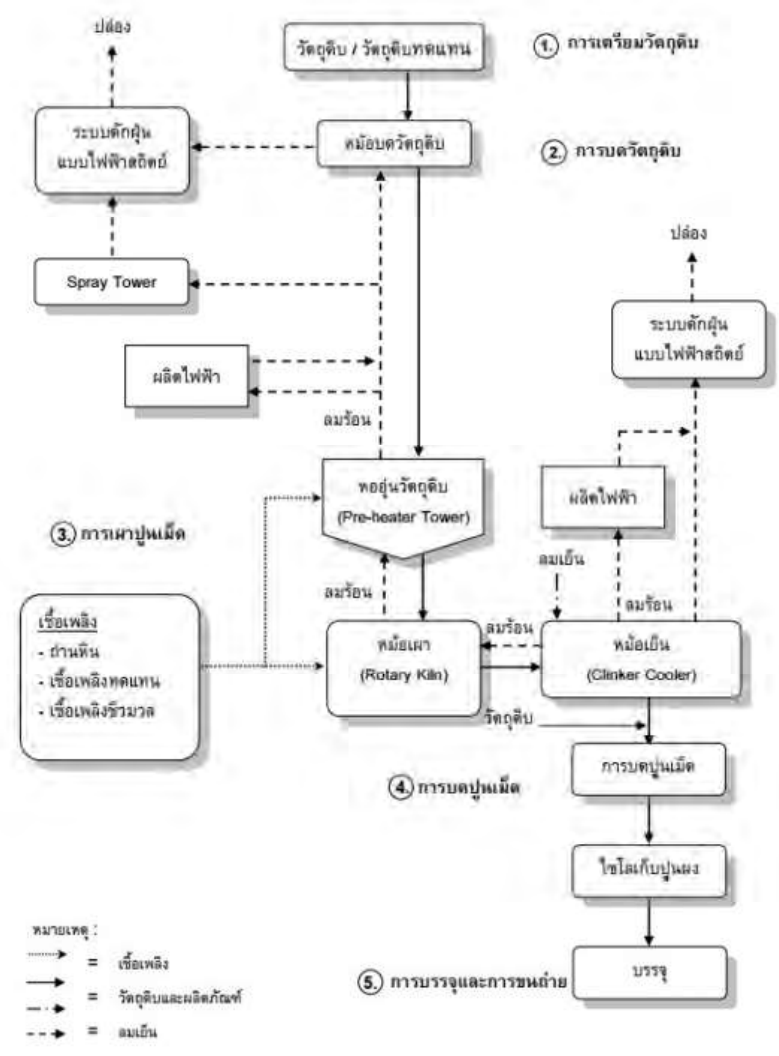 ปล่อง
วัตถุดิบ / วัตถุดิบทดแทน
1. การเตรียมวัตถุดิบ
ระบบดักฝุ่น
แบบไฟฟ้าสถิตย์
หม้อบดวัตถุดิบ
2. การบดวัตถุดิบ
ปล่อง
Spray Tower
ระบบดักฝุ่น
แบบไฟฟ้าสถิตย์
ผลิตไฟฟ้า
ลมร้อน
หออุ่นวัตถุดิบ
(Pre-heater Tower)
ผลิตไฟฟ้า
3. การเผาปูนเม็ด
ลมเย็น
ลมร้อน
ลมร้อน
ลมร้อน
เชื้อเพลิง
- ถ่านหิน
- เชื้อเพลิงทดแทน
- เชื้อเพลิงชีวมวล
หม้อเผา
(Rotary Kiln)
หม้อเย็น
(Clinker Cooler)
วัตถุดิบ
การบดปูนเม็ด
4. การบดปูนเม็ด
ไซโลเก็บปูนผง
หมายเหตุ :
= เชื้อเพลิง
= วัตถุดิบและผลิตภัณฑ์
= ลมเย็น
5. การบรรจุและการขนถ่าย
บรรจุ